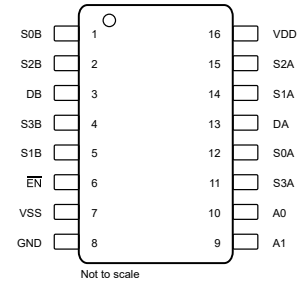 S0B 1 16 VDD
S2B 2 15 S2A
DB 3 14 S1A
S3B 4 13 DA
S1B 5 12 S0A
E̅N̅ 6 11 S3A
VSS 7 10 A0
GND 8 9 A1
Not to scale